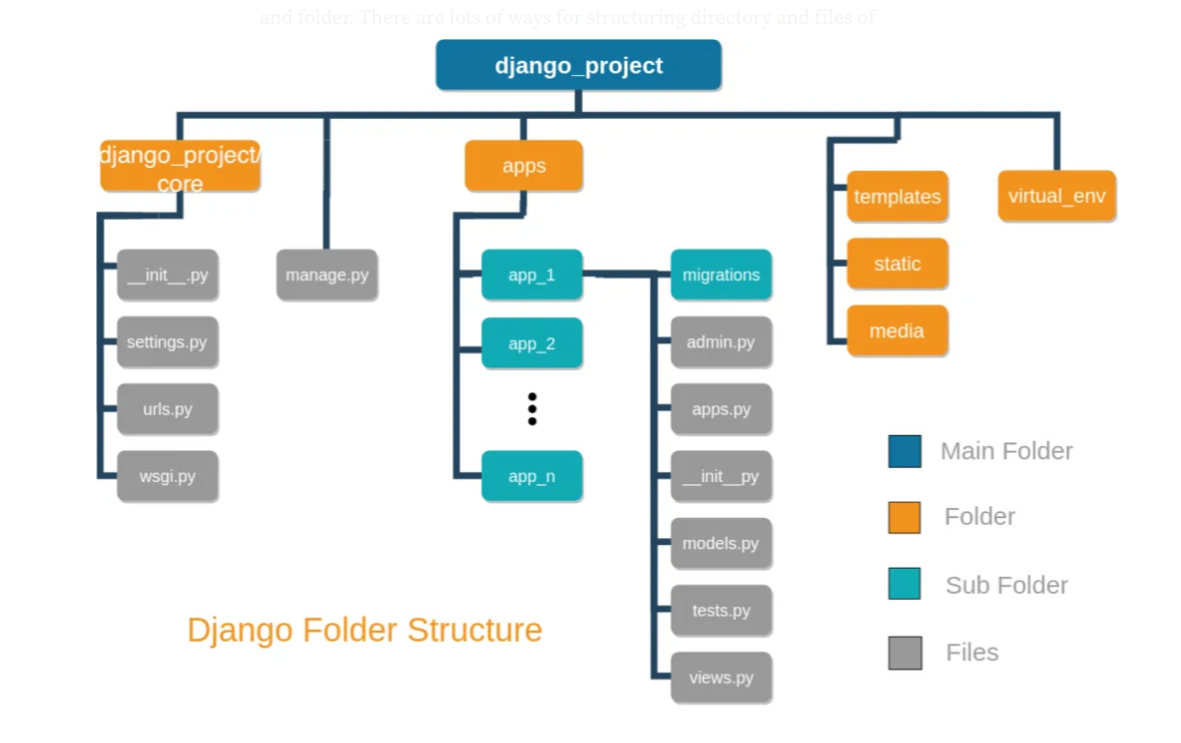 and folder. There are lots of ways for structuring directory and files of
django_project
django_project/
core
apps
templates
virtual_env
static
media
__init__.py
manage.py
settings.py
urls.py
wsgi.py
app_1
app_2
app_n
migrations
admin.py
apps.py
__init__py
models.py
tests.py
views.py
Main Folder
Folder
Sub Folder
Files
Django Folder Structure